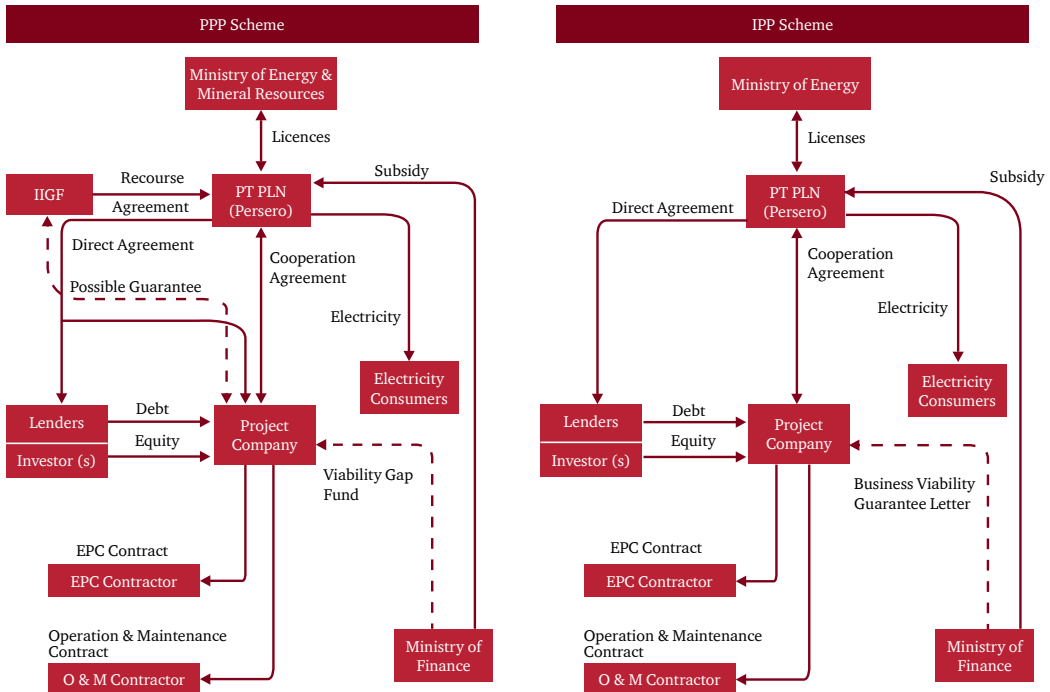 PPP Scheme
Ministry of Energy &
Mineral Resources
Licences
Subsidy
IIGF
Recourse
Agreement
PT PLN
(Persero)
Direct Agreement
Cooperation
Agreement
Possible Guarantee
Electricity
Electricity
Consumers
Lenders
Debt
Investor (s)
Equity
Project
Company
Viability Gap
Fund
EPC Contract
EPC Contractor
Operation & Maintenance
Contract
O & M Contractor
Ministry of
Finance
IPP Scheme
Ministry of Energy
Licenses
Subsidy
PT PLN
(Persero)
Direct Agreement
Cooperation
Agreement
Electricity
Electricity
Consumers
Lenders
Debt
Investor (s)
Equity
Project
Company
Business Viability
Guarantee Letter
EPC Contract
EPC Contractor
Operation & Maintenance
Contract
O & M Contractor
Ministry of
Finance